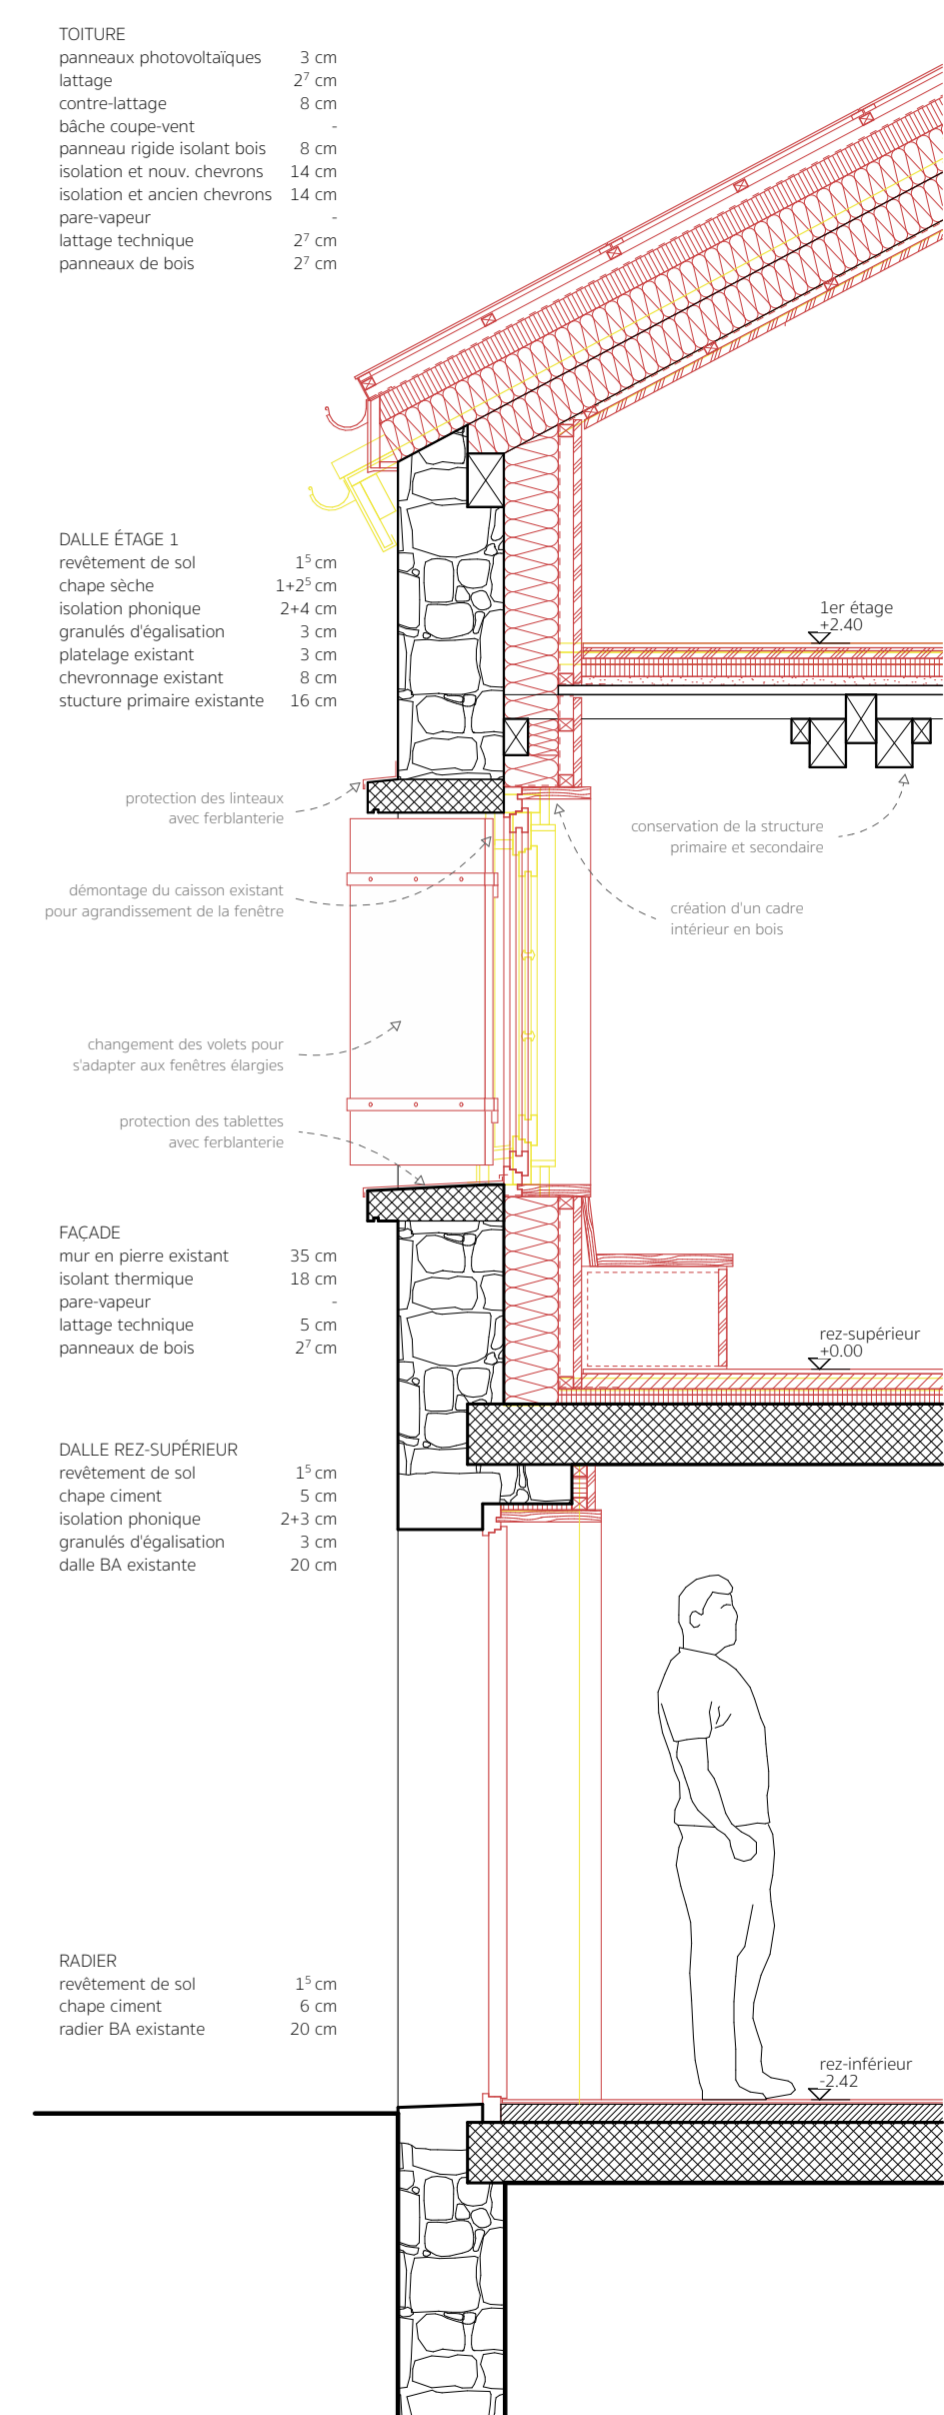 TOITURE
panneaux photovoltaïques 3 cm
lattage 2⁷ cm
contre-lattage 8 cm
bâche coupe-vent -
panneau rigide isolant bois 8 cm
isolation et nouv. chevrons 14 cm
isolation et ancien chevrons 14 cm
pare-vapeur -
lattage technique 2⁷ cm
panneaux de bois 2⁷ cm
DALLE ÉTAGE 1
revêtement de sol 1⁵ cm
chape sèche 1+2⁵ cm
isolation phonique 2+4 cm
granulés d'égalisation 3 cm
platelage existant 3 cm
chevronnage existant 8 cm
stucture primaire existante 16 cm
1er étage
+2.40
protection des linteaux
avec ferblanterie
conservation de la structure
primaire et secondaire
démontage du caisson existant
pour agrandissement de la fenêtre
création d'un cadre
intérieur en bois
changement des volets pour
s'adapter aux fenêtres élargies
protection des tablettes
avec ferblanterie
FAÇADE
mur en pierre existant 35 cm
isolant thermique 18 cm
pare-vapeur -
lattage technique 5 cm
panneaux de bois 2⁷ cm
rez-supérieur
+0.00
DALLE REZ-SUPÉRIEUR
revêtement de sol 1⁵ cm
chape ciment 5 cm
isolation phonique 2+3 cm
granulés d'égalisation 3 cm
dalle BA existante 20 cm
RADIER
revêtement de sol 1⁵ cm
chape ciment 6 cm
radier BA existante 20 cm
rez-inférieur
-2.42